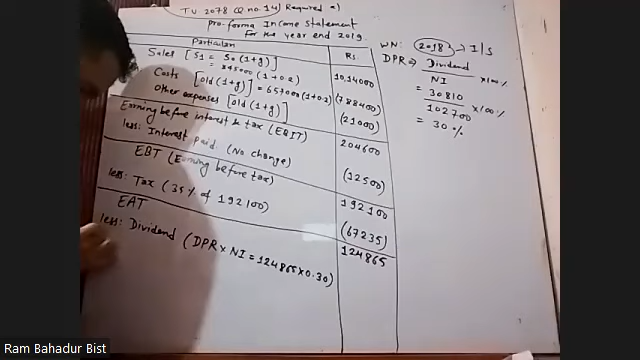 TU 2078 (Q.no.14) Required a)
pro-forma Income statement
for the year end 2019.
Particulars Rs.
Sales [S1 = S0 (1+g)]
= 845000 (1+0.2) 1014000
Costs [old (1+g)] = 657000 (1+0.2) (788400)
Other expenses [old (1+g)] (21000)
Earning before interest & tax (EBIT) 204600
less: Interest paid (No change) (12500)
EBT (Earning before tax) 192100
less: Tax (35% of 192100) (67235)
EAT 124865
less: Dividend (DPR x NI = 124865 x 0.30)
WN: 2018 → I/S
DPR ⇒ Dividend / NI x 100%
= 30810 / 102700 x 100%
= 30%
Ram Bahadur Bist